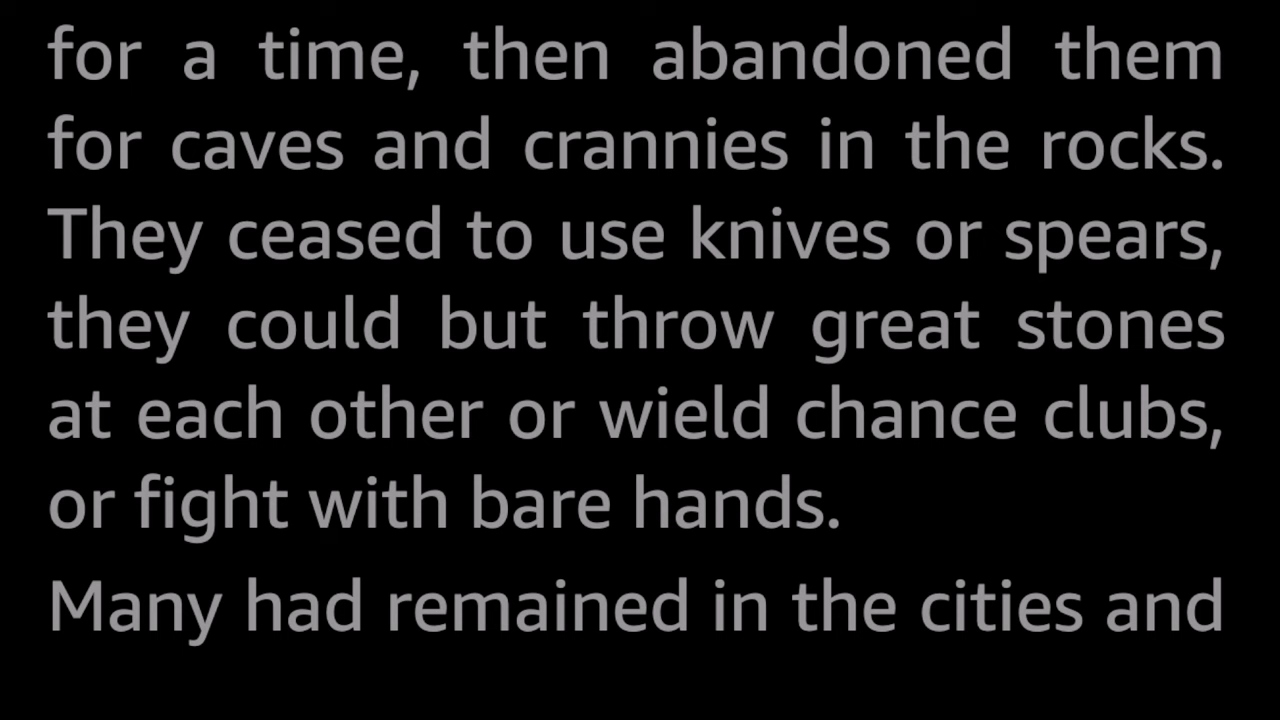 for a time, then abandoned them
for caves and crannies in the rocks.
They ceased to use knives or spears,
they could but throw great stones
at each other or wield chance clubs,
or fight with bare hands.
Many had remained in the cities and